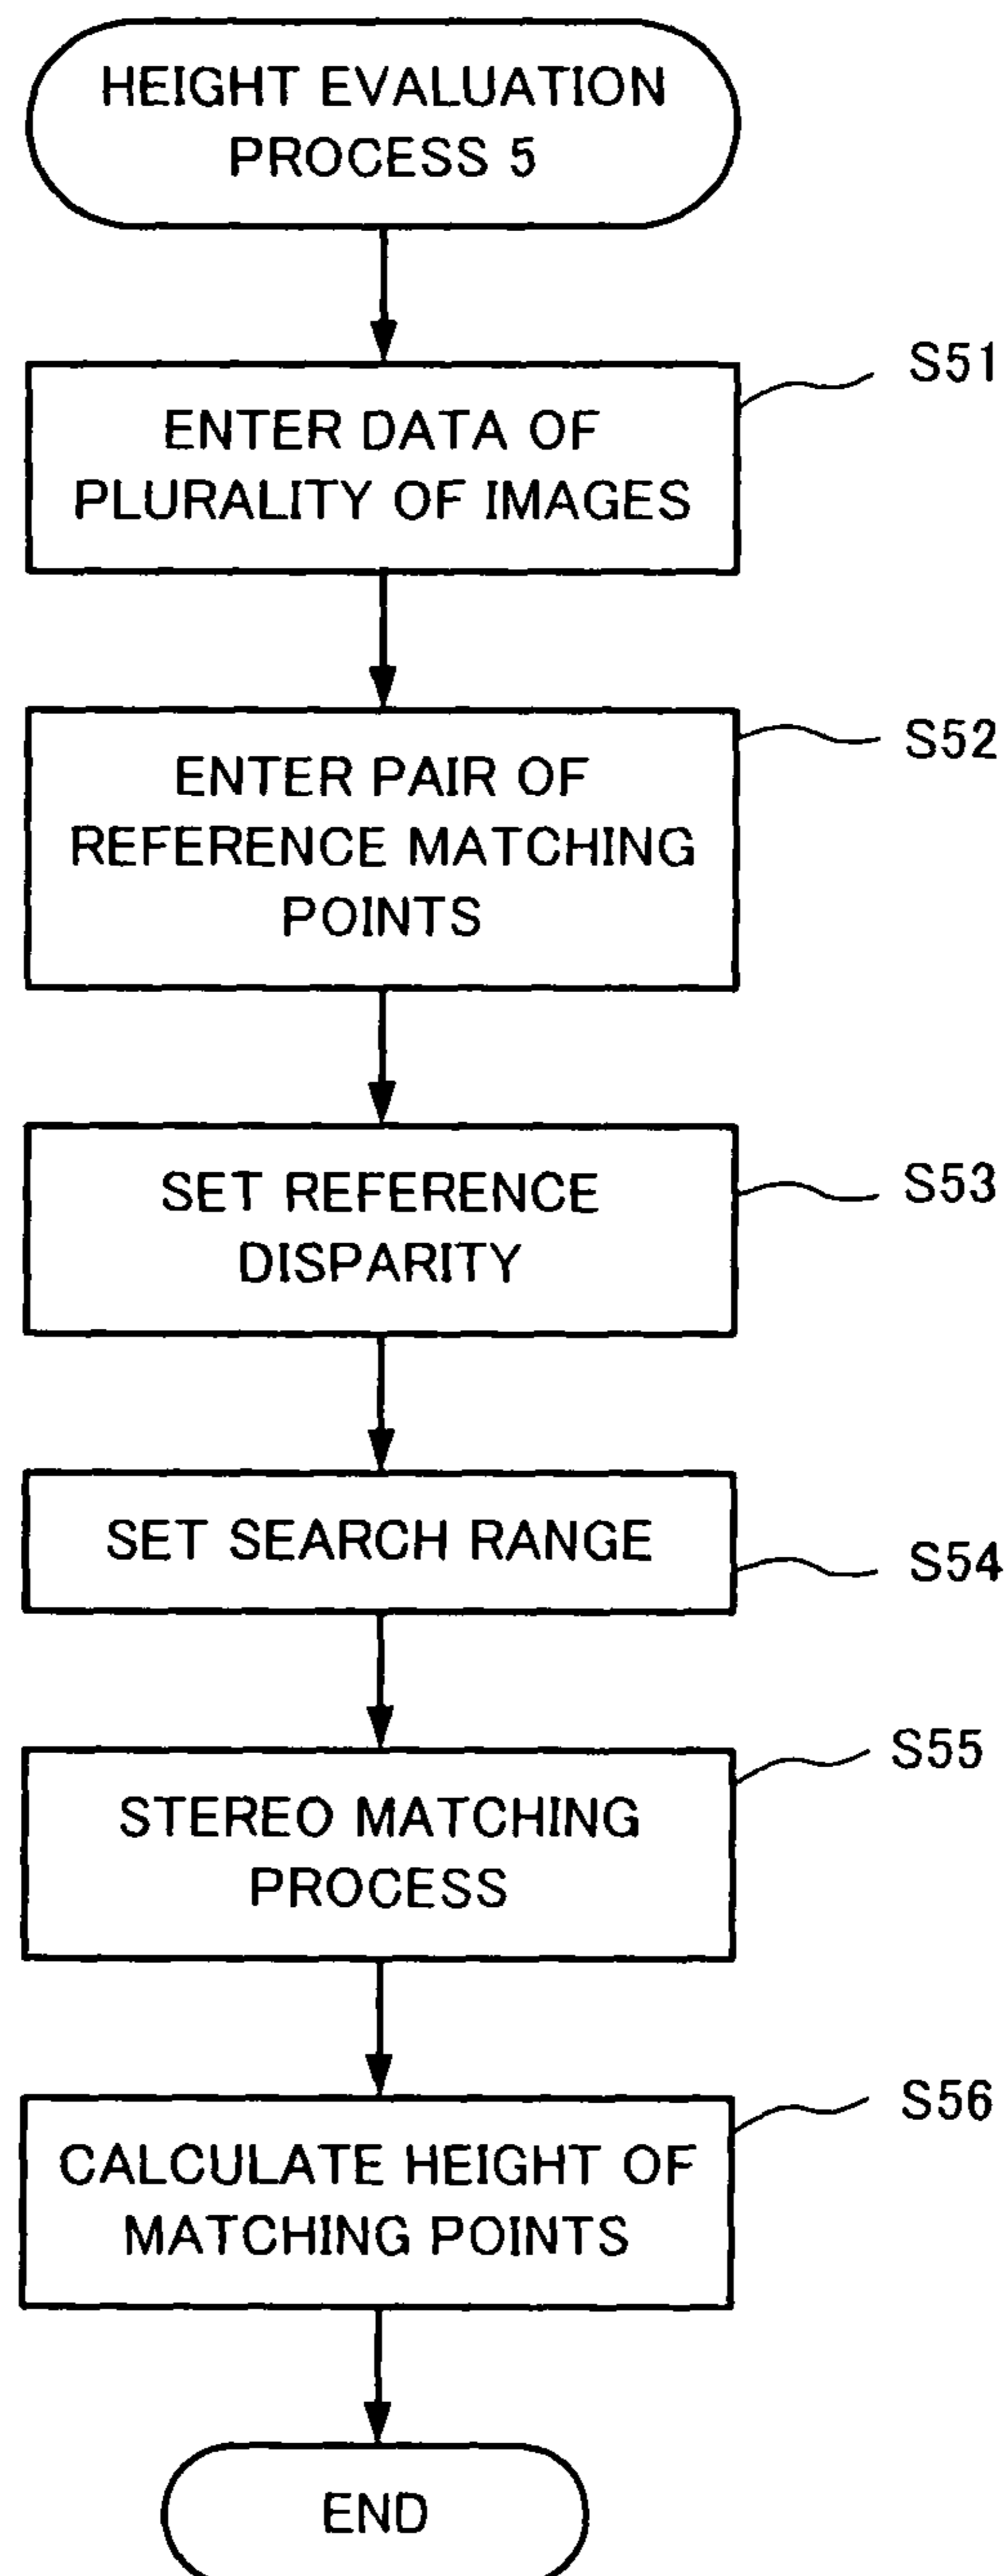 HEIGHT EVALUATION
PROCESS 5
S51
ENTER DATA OF
PLURALITY OF IMAGES
S52
ENTER PAIR OF
REFERENCE MATCHING
POINTS
S53
SET REFERENCE
DISPARITY
SET SEARCH RANGE
S54
S55
STEREO MATCHING
PROCESS
S56
CALCULATE HEIGHT OF
MATCHING POINTS
END